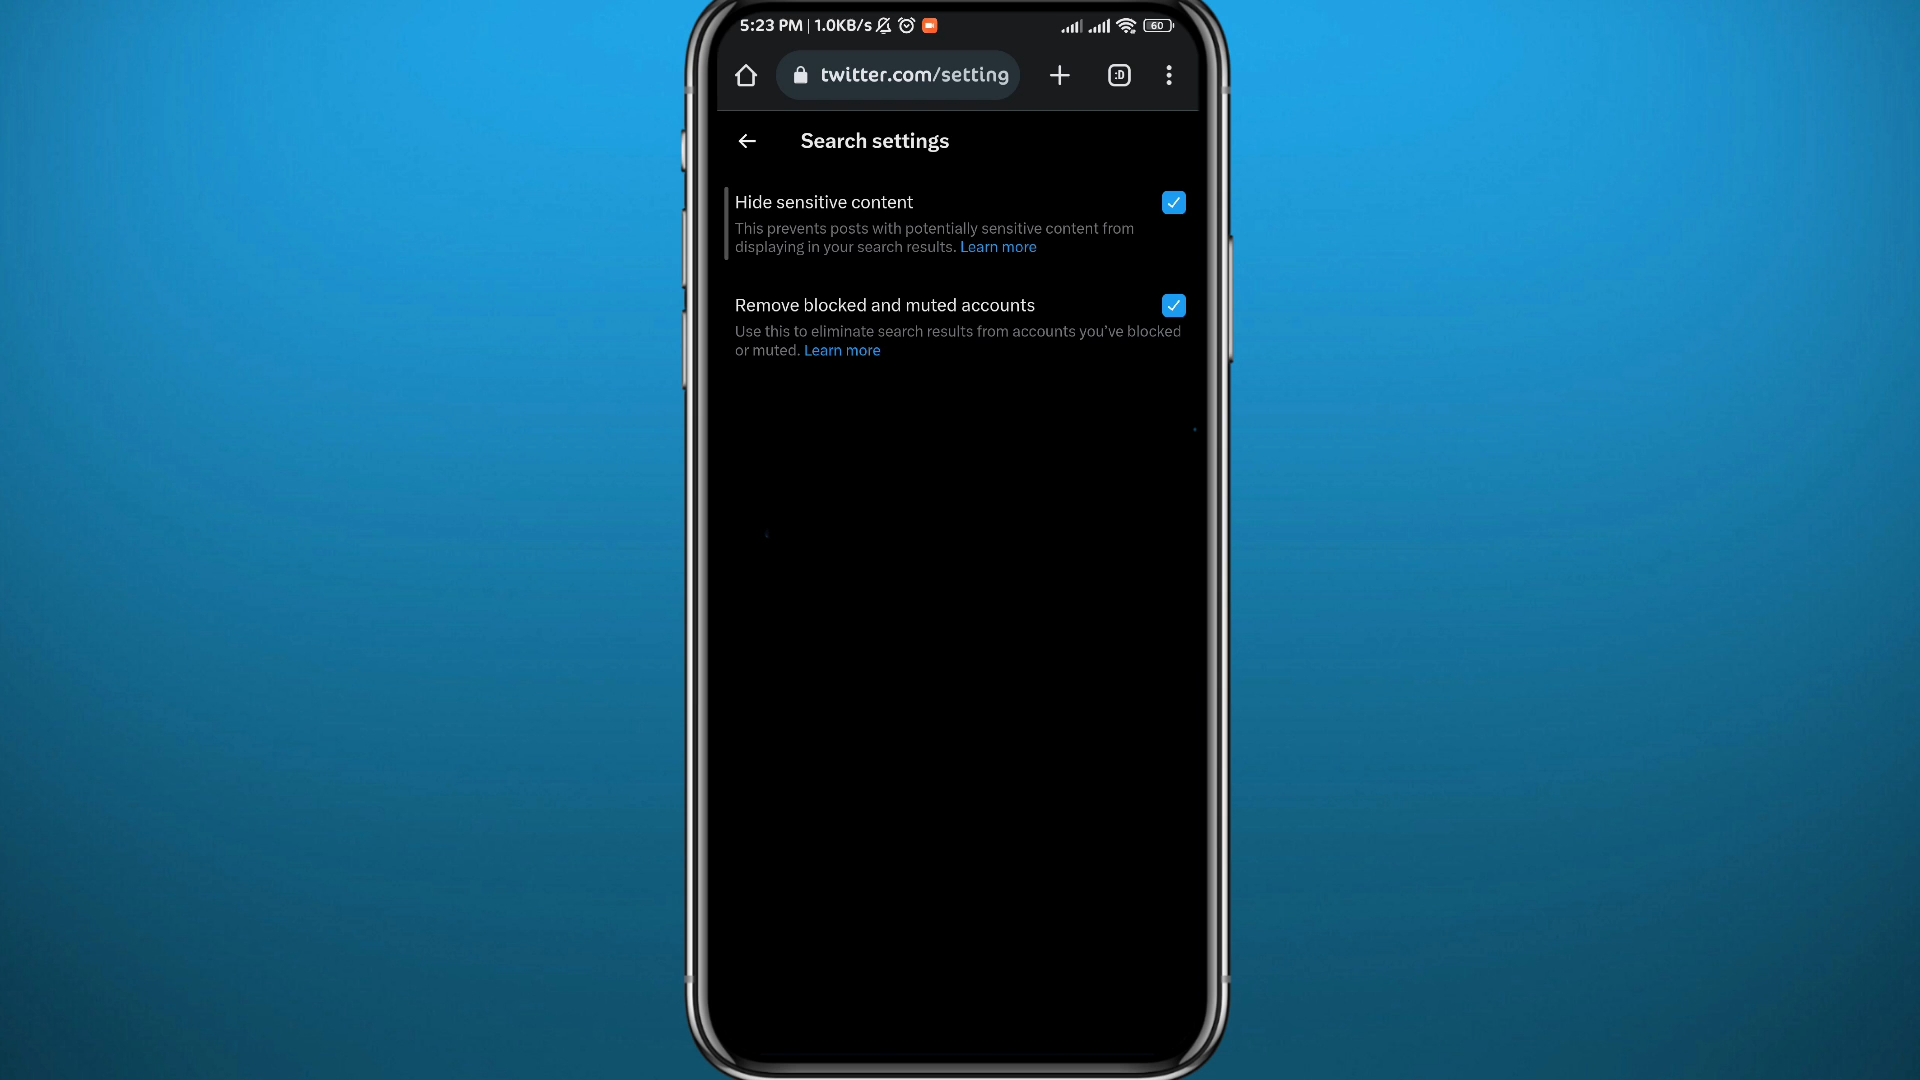 5:23 PM | 1.0KB/s 60
twitter.com/setting
Search settings
Hide sensitive content
This prevents posts with potentially sensitive content from
displaying in your search results. Learn more
Remove blocked and muted accounts
Use this to eliminate search results from accounts you've blocked
or muted. Learn more